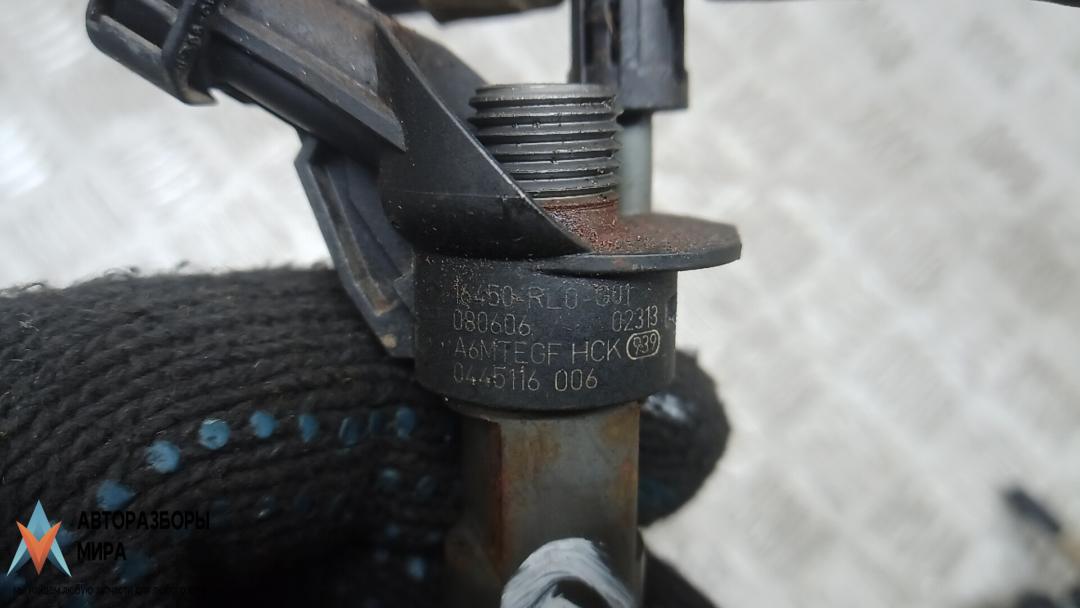 16450-RL0-G01
080606 02313
A6MTEGF HCK 939
0445116 006
АВТОРАЗБОРЫ
МИРА